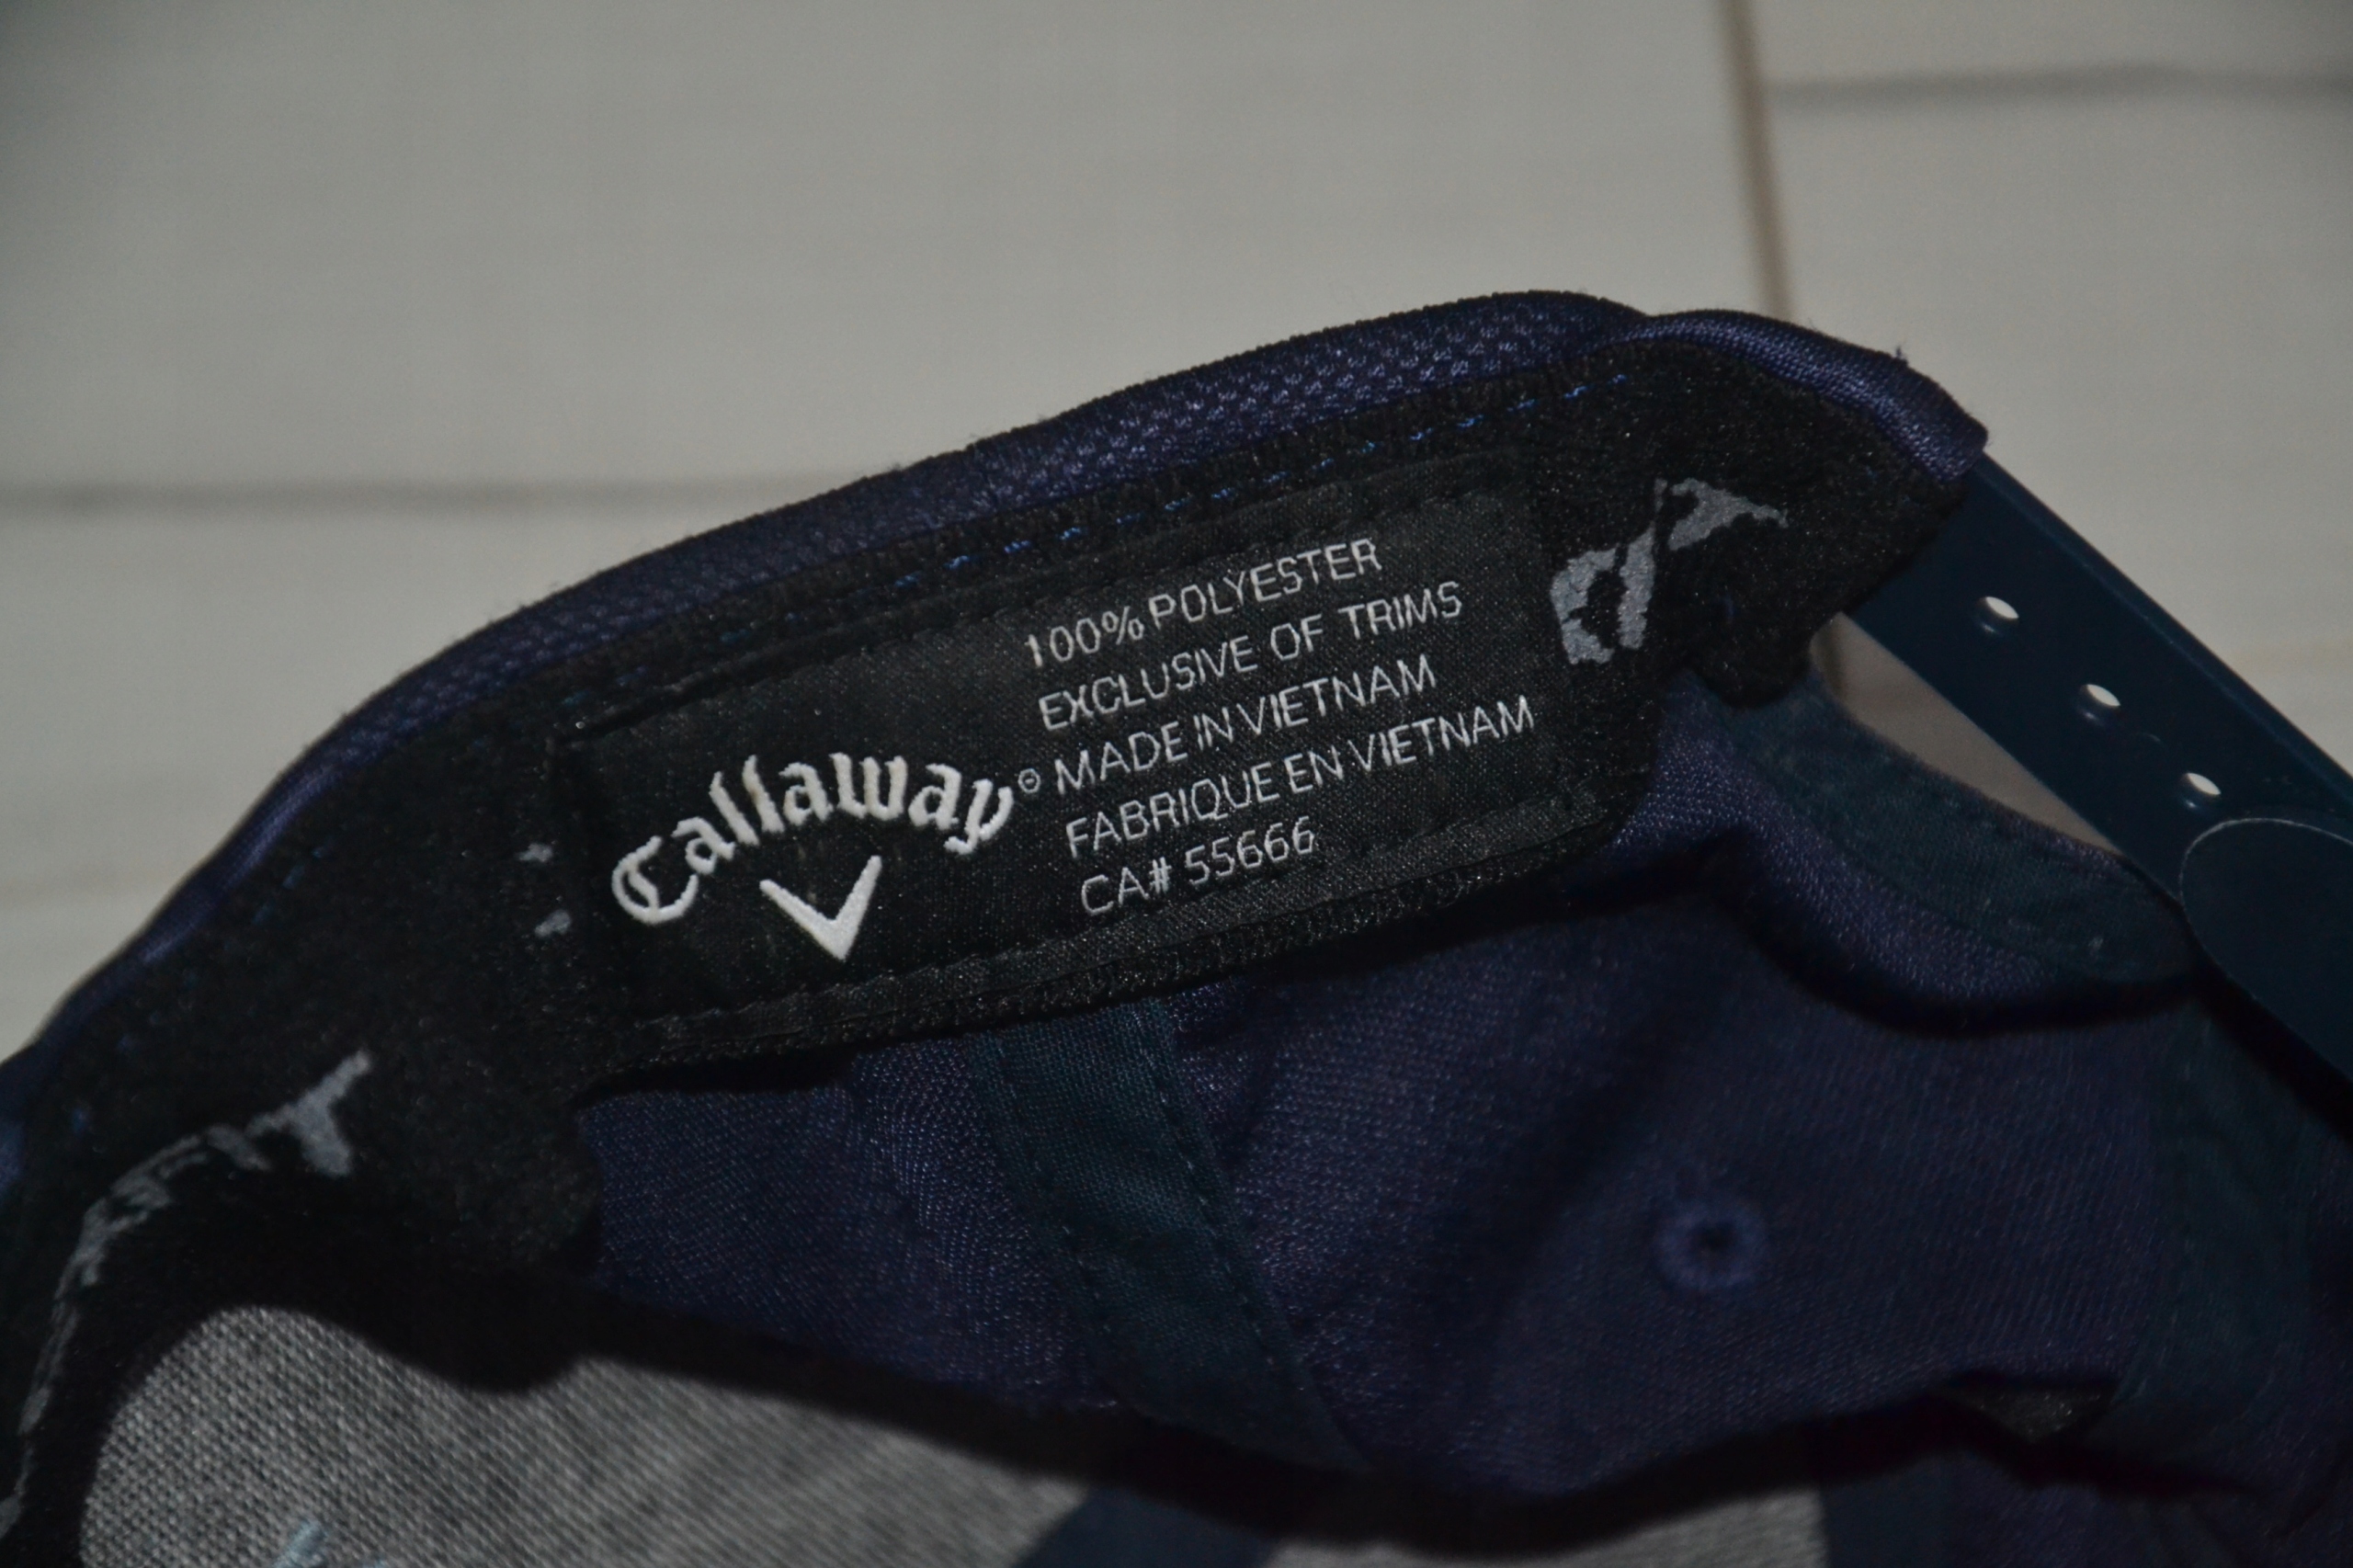 Callaway®
100% POLYESTER
EXCLUSIVE OF TRIMS
MADE IN VIETNAM
FABRIQUE EN VIETNAM
CA# 55666